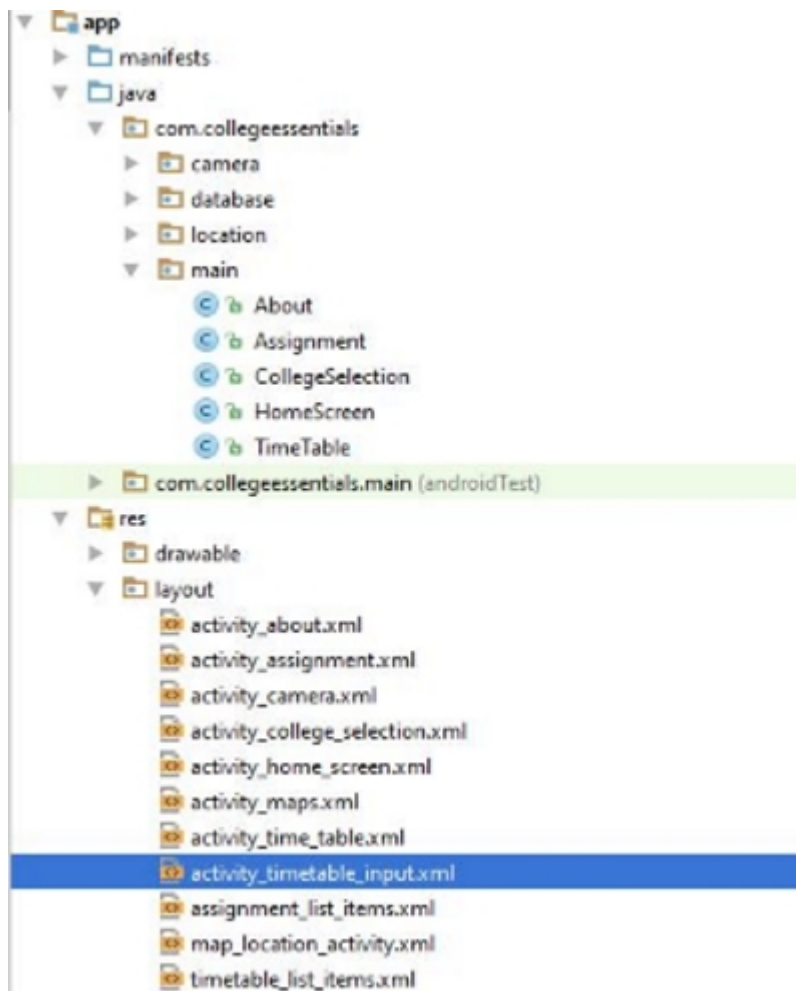 app
manifests
java
com.collegeessentials
camera
database
location
main
About
Assignment
CollegeSelection
HomeScreen
TimeTable
com.collegeessentials.main (androidTest)
res
drawable
layout
activity_about.xml
activity_assignment.xml
activity_camera.xml
activity_college_selection.xml
activity_home_screen.xml
activity_maps.xml
activity_time_table.xml
activity_timetable_input.xml
assignment_list_items.xml
map_location_activity.xml
timetable_list_items.xml